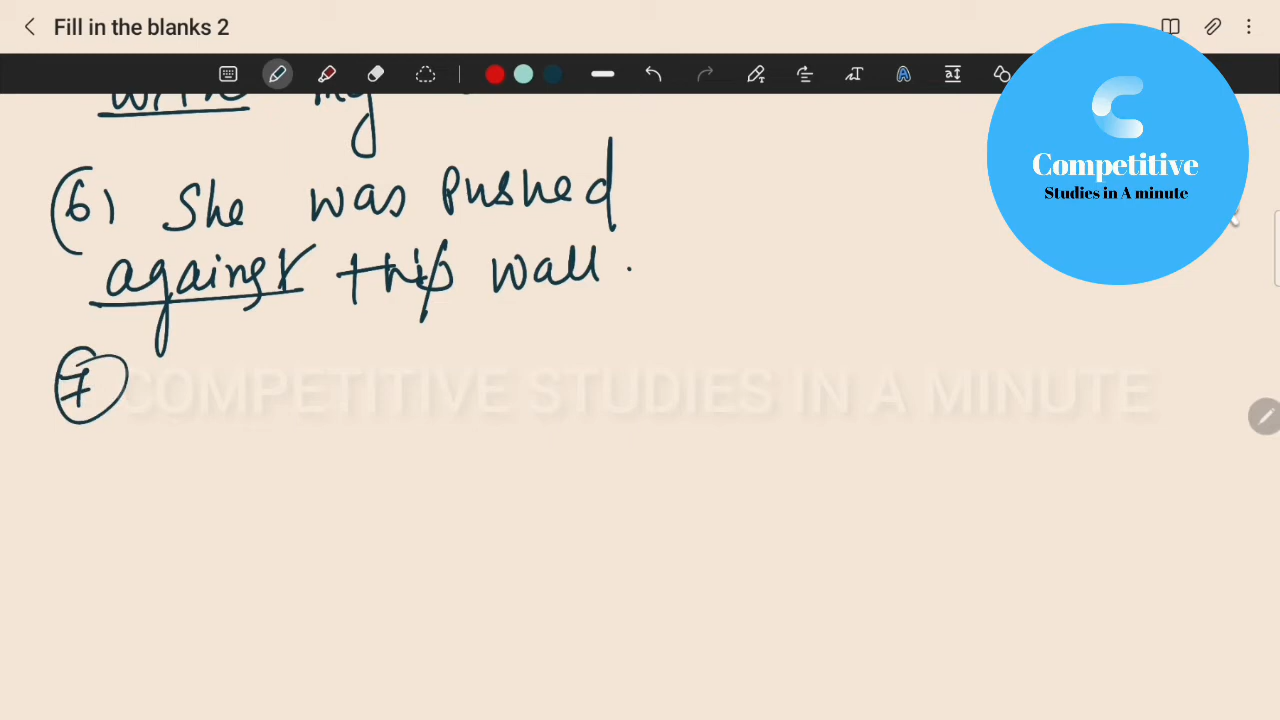 Fill in the blanks 2
Competitive
Studies in A minute
my
(6) She was pushed
against this wall.
7
COMPETITIVE STUDIES IN A MINUTE